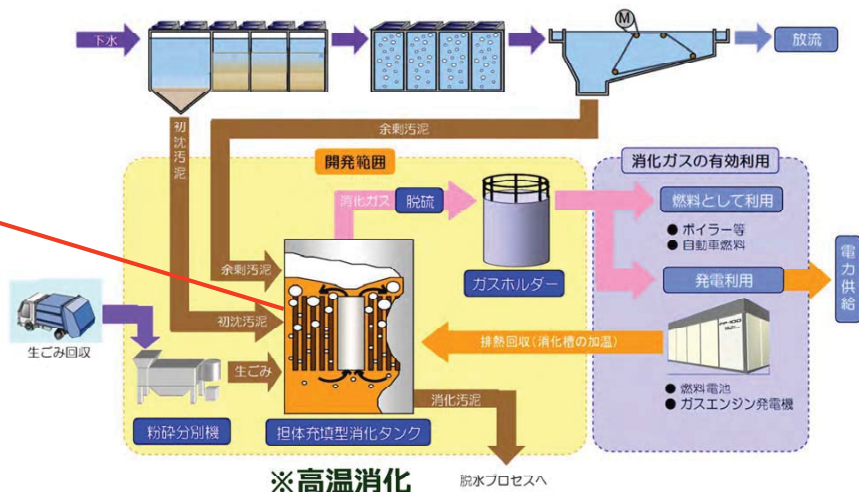 下水
M
放流
初沈汚泥
余剰汚泥
開発範囲
消化ガスの有効利用
消化ガス
脱硫
燃料として利用
● ボイラー等
● 自動車燃料
余剰汚泥
ガスホルダー
発電利用
電力供給
初沈汚泥
生ごみ回収
排熱回収(消化槽の加温)
生ごみ
消化汚泥
● 燃料電池
● ガスエンジン発電機
粉砕分別機
担体充填型消化タンク
※高温消化
脱水プロセスへ